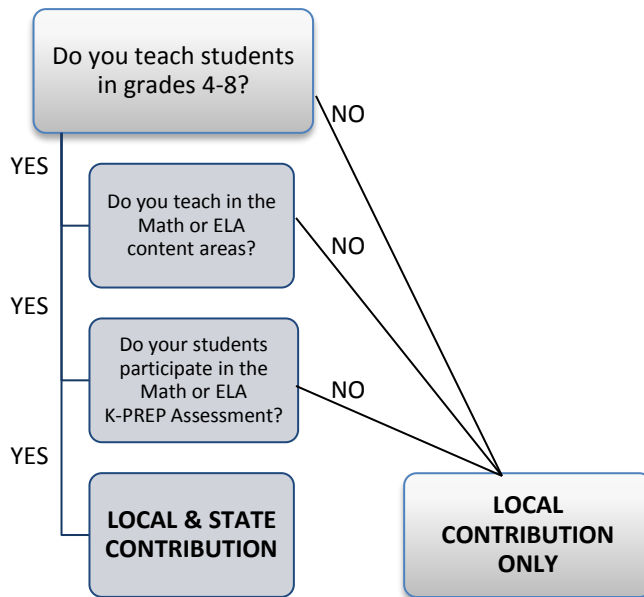 Do you teach students
in grades 4-8?
NO
YES
Do you teach in the
Math or ELA
content areas?
NO
YES
Do your students
participate in the
Math or ELA
K-PREP Assessment?
NO
YES
LOCAL & STATE
CONTRIBUTION
LOCAL
CONTRIBUTION
ONLY